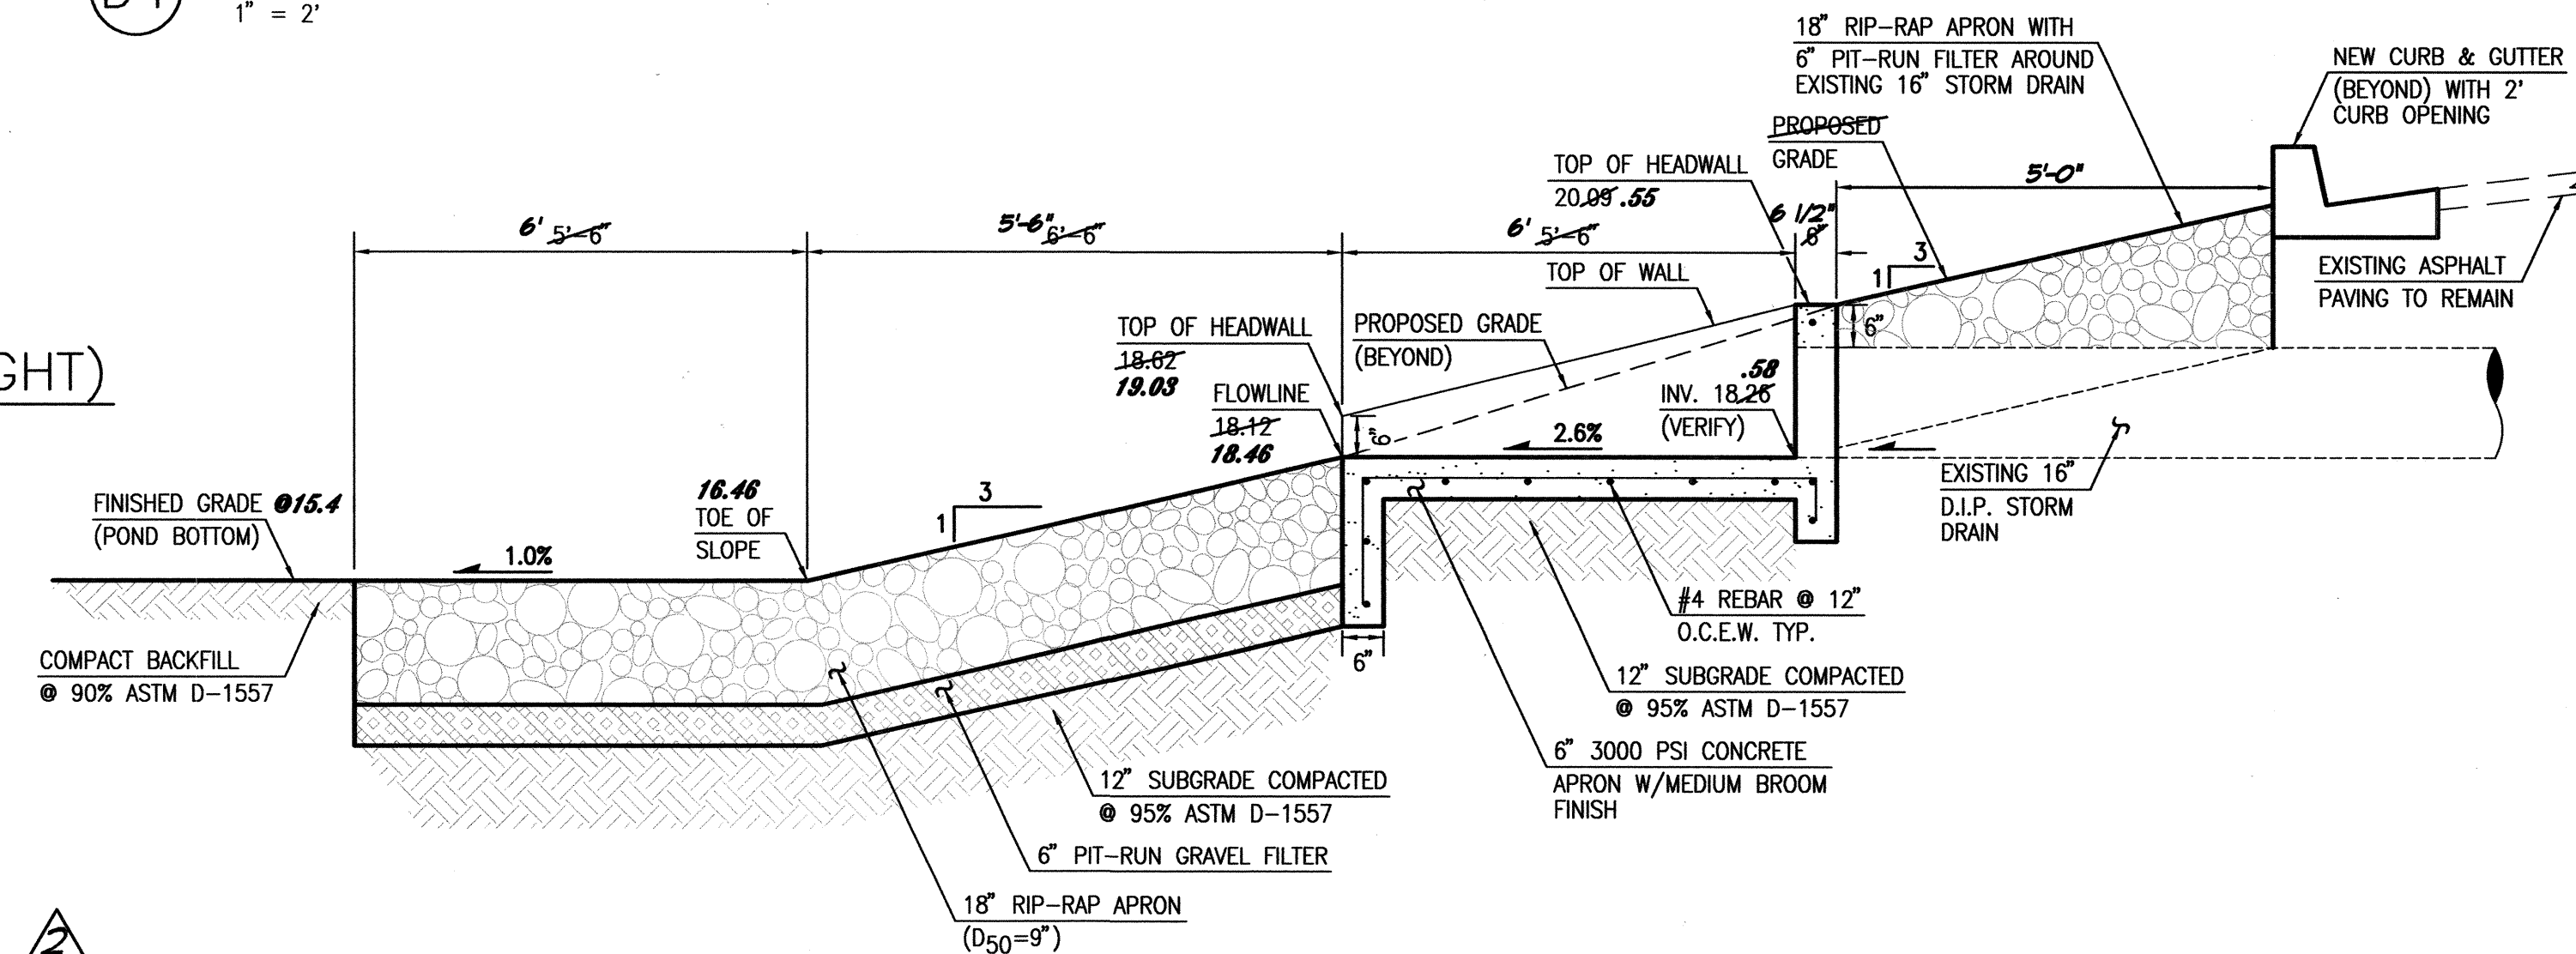 1" = 2'
18" RIP-RAP APRON WITH
6" PIT-RUN FILTER AROUND
EXISTING 16" STORM DRAIN
NEW CURB & GUTTER
(BEYOND) WITH 2'
CURB OPENING
PROPOSED
GRADE
TOP OF HEADWALL
20.09 .55
5'-0"
6 1/2"
6"
6' 5'-6"
5'-6" 6'-6"
6' 5'-6"
TOP OF WALL
1
3
EXISTING ASPHALT
PAVING TO REMAIN
TOP OF HEADWALL
18.62
19.03
PROPOSED GRADE
(BEYOND)
6"
GHT)
FLOWLINE
18.12
18.46
6"
2.6%
.58
INV. 18.26
(VERIFY)
EXISTING 16"
D.I.P. STORM
DRAIN
FINISHED GRADE @15.4
(POND BOTTOM)
16.46
TOE OF
SLOPE
1
3
1.0%
#4 REBAR @ 12"
O.C.E.W. TYP.
COMPACT BACKFILL
@ 90% ASTM D-1557
6"
12" SUBGRADE COMPACTED
@ 95% ASTM D-1557
6" 3000 PSI CONCRETE
APRON W/MEDIUM BROOM
FINISH
12" SUBGRADE COMPACTED
@ 95% ASTM D-1557
6" PIT-RUN GRAVEL FILTER
18" RIP-RAP APRON
(D50=9")
2